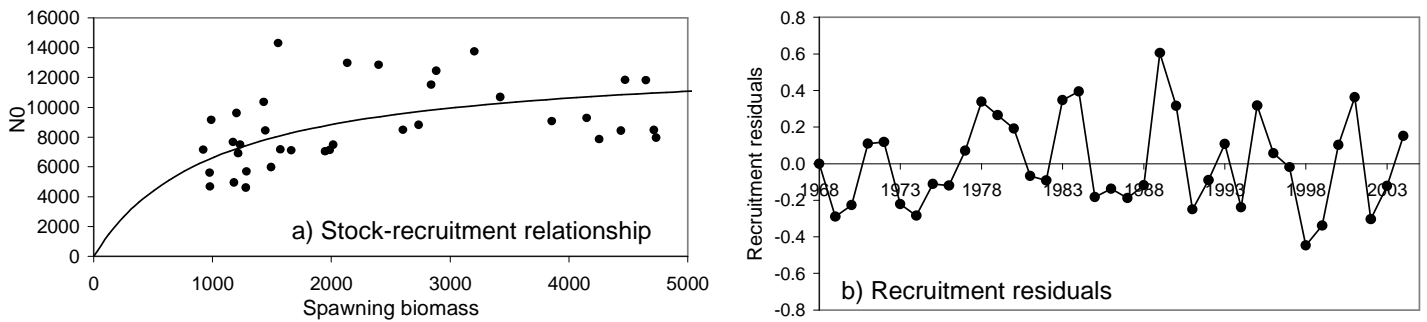 16000
14000
12000
10000
8000
6000
4000
2000
0
N0
0 1000 2000 3000 4000 5000
Spawning biomass
a) Stock-recruitment relationship
0.8
0.6
0.4
0.2
0.0
-0.2
-0.4
-0.6
-0.8
Recruitment residuals
1968 1973 1978 1983 1988 1993 1998 2003
b) Recruitment residuals